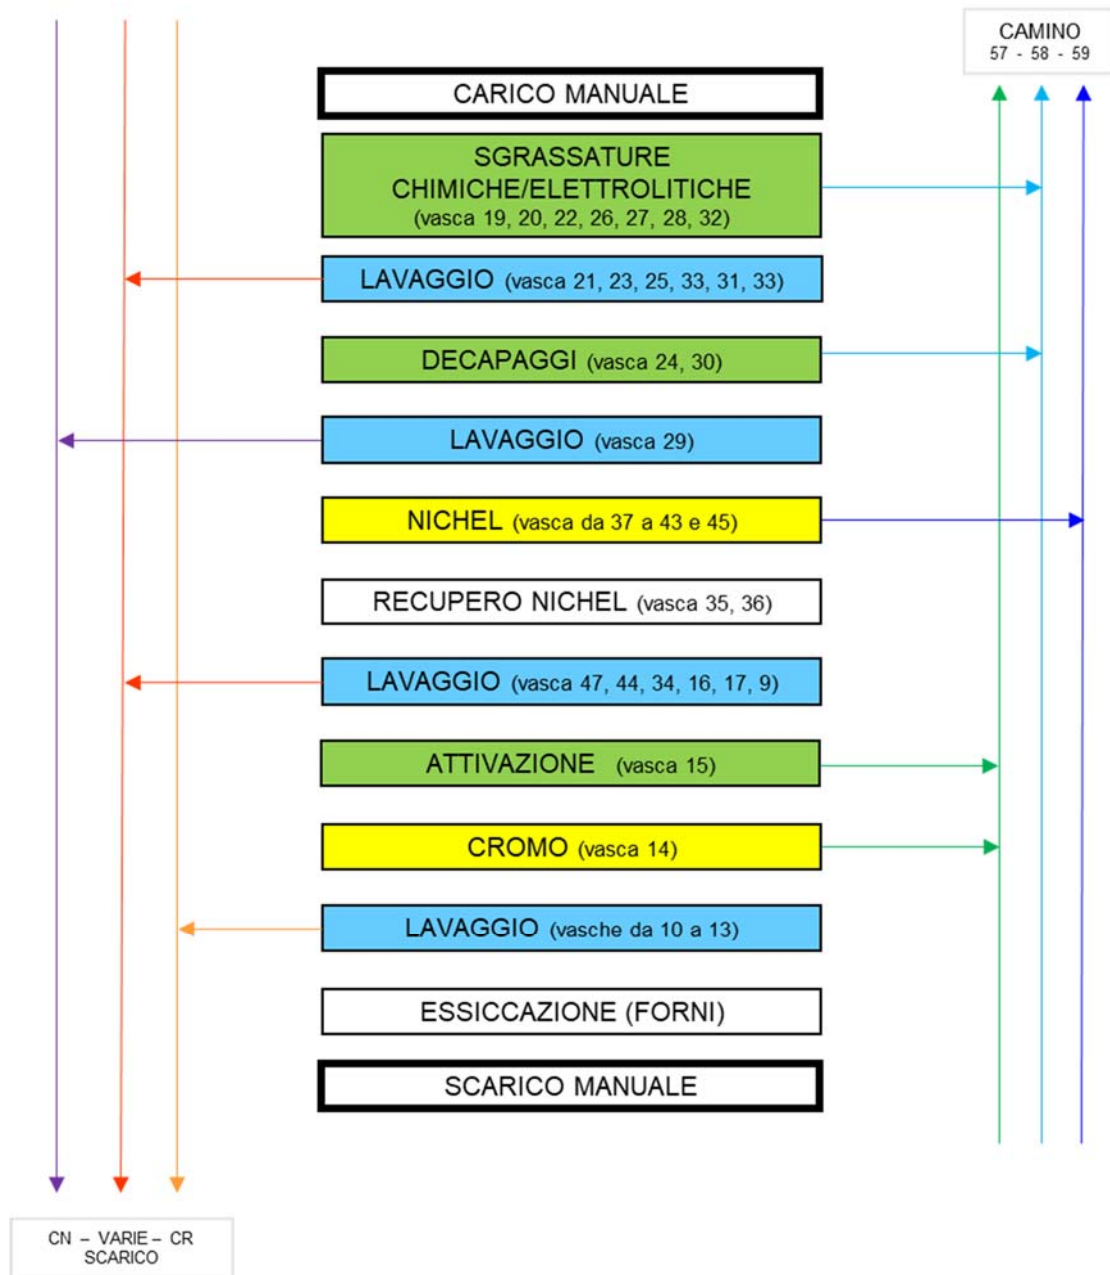 CAMINO
57 - 58 - 59
CARICO MANUALE
SGRASSATURE
CHIMICHE/ELETTROLITICHE
(vasca 19, 20, 22, 26, 27, 28, 32)
LAVAGGIO (vasca 21, 23, 25, 33, 31, 33)
DECAPAGGI (vasca 24, 30)
LAVAGGIO (vasca 29)
NICHEL (vasca da 37 a 43 e 45)
RECUPERO NICHEL (vasca 35, 36)
LAVAGGIO (vasca 47, 44, 34, 16, 17, 9)
ATTIVAZIONE (vasca 15)
CROMO (vasca 14)
LAVAGGIO (vasche da 10 a 13)
ESSICCAZIONE (FORNI)
SCARICO MANUALE
CN – VARIE – CR
SCARICO